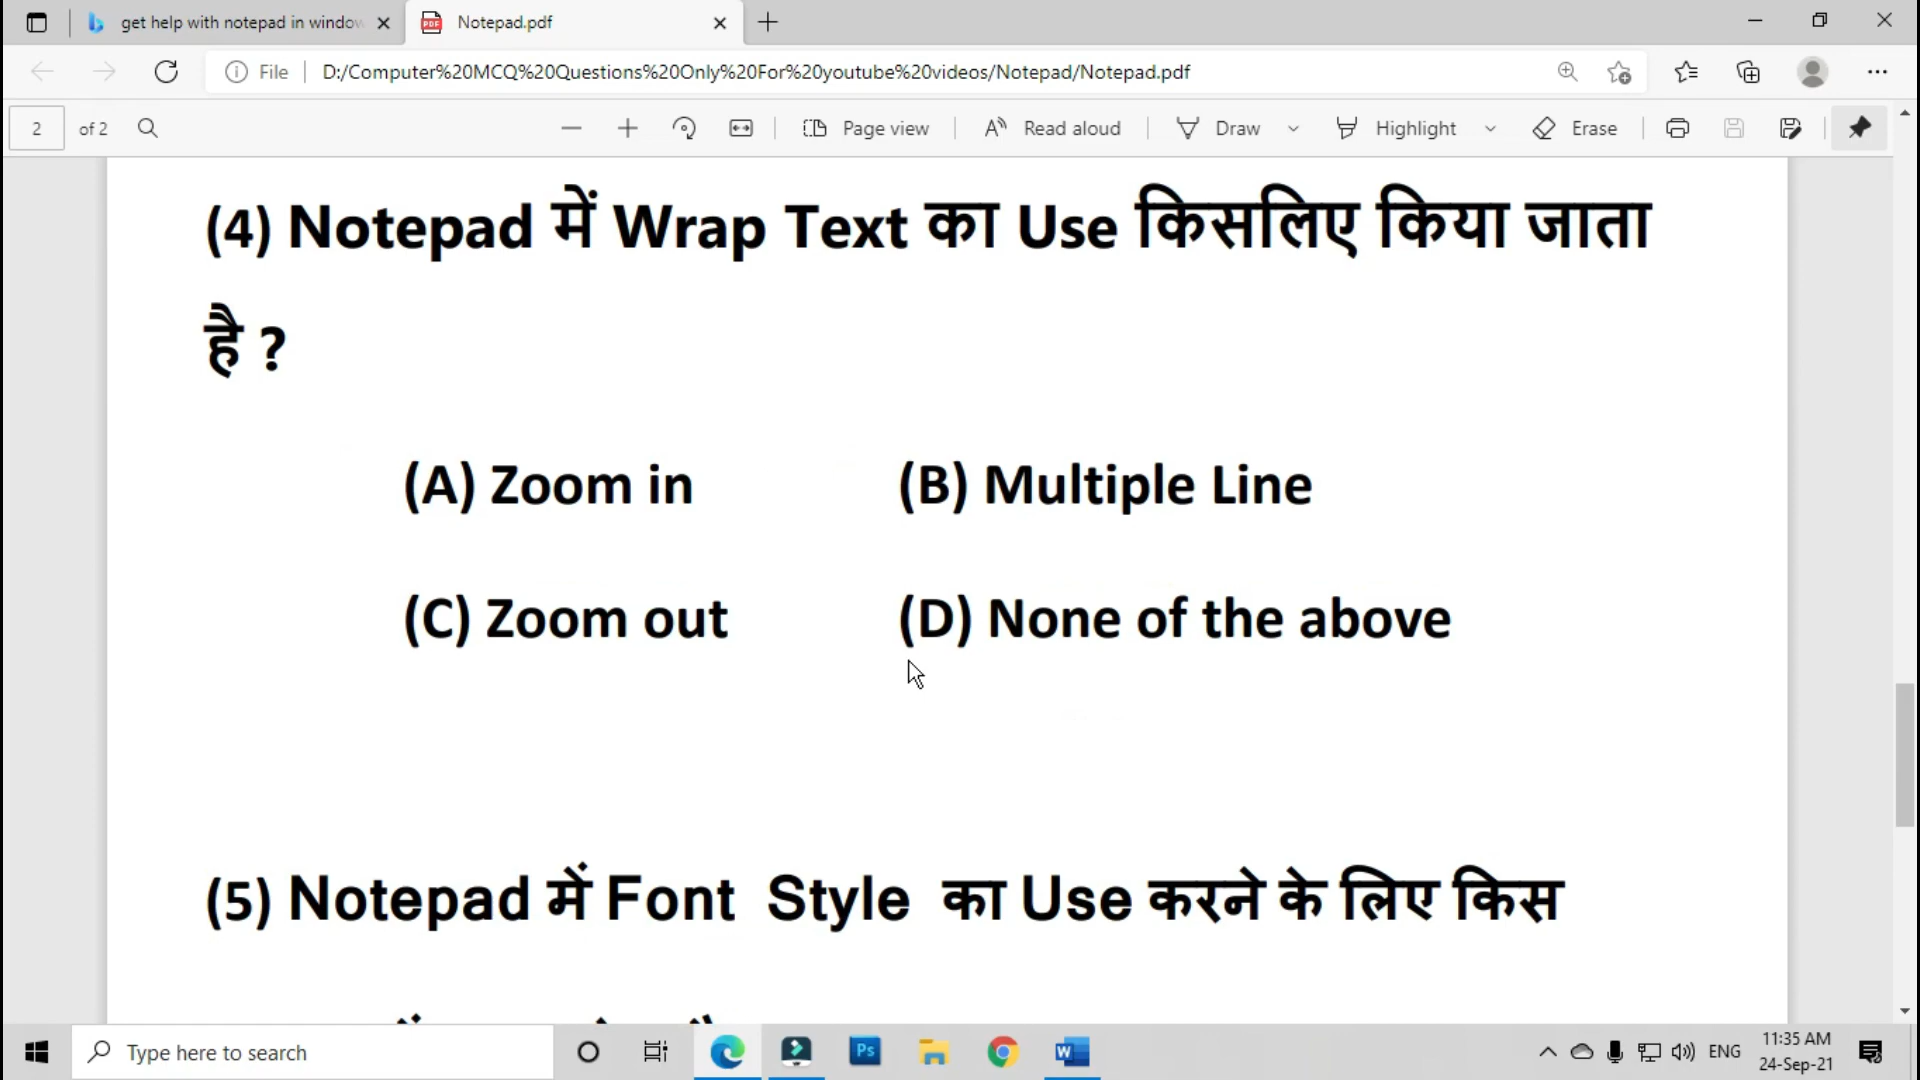 get help with notepad in window
Notepad.pdf
File
D:/Computer%20MCQ%20Questions%20Only%20For%20youtube%20videos/Notepad/Notepad.pdf
2 of 2
Page view
Read aloud
Draw
Highlight
Erase
(4) Notepad में Wrap Text का Use किसलिए किया जाता
है ?
(A) Zoom in (B) Multiple Line
(C) Zoom out (D) None of the above
(5) Notepad में Font Style का Use करने के लिए किस
Type here to search
Ps
W
ENG
11:35 AM
24-Sep-21